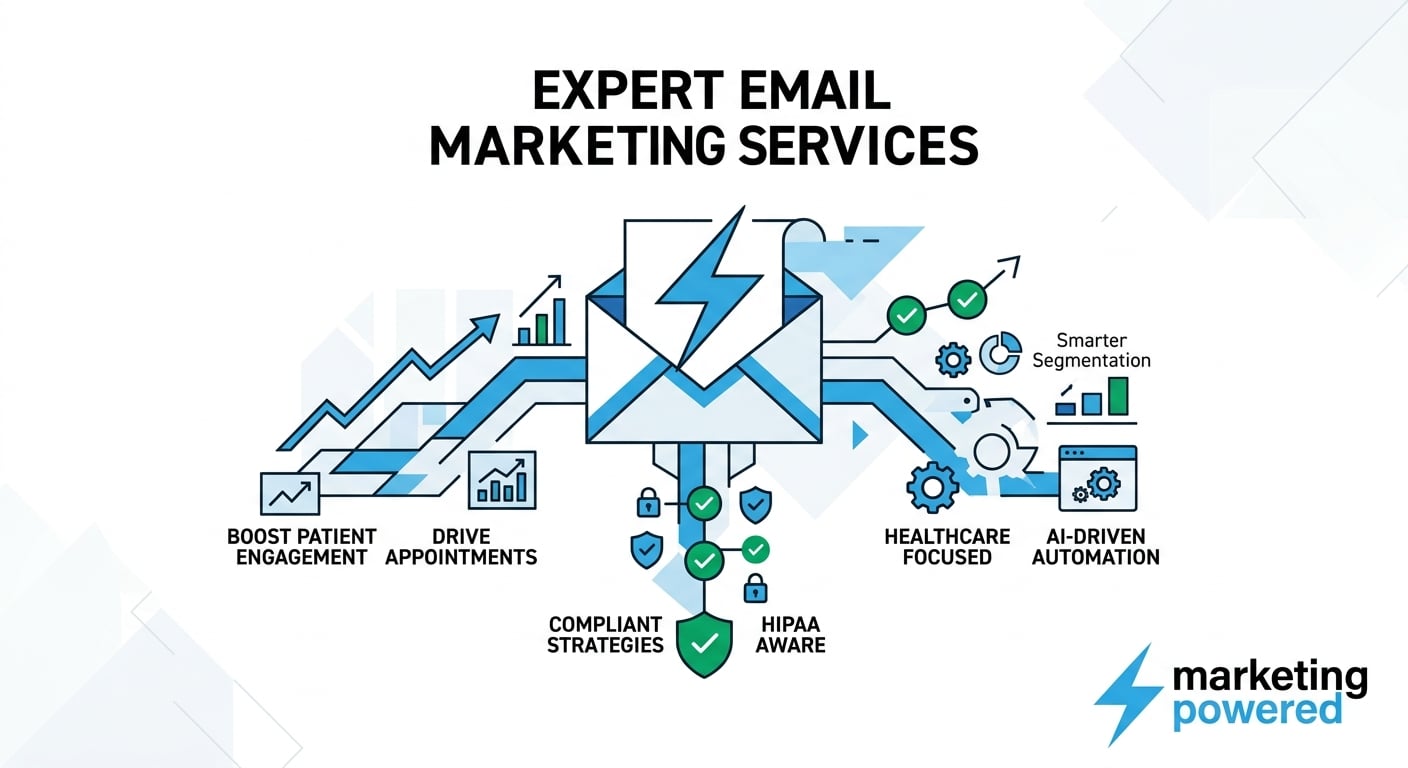 EXPERT EMAIL
MARKETING SERVICES
Smarter
Segmentation
BOOST PATIENT
ENGAGEMENT
DRIVE
APPOINTMENTS
HEALTHCARE
FOCUSED
AI-DRIVEN
AUTOMATION
COMPLIANT
STRATEGIES
HIPAA
AWARE
marketing
powered